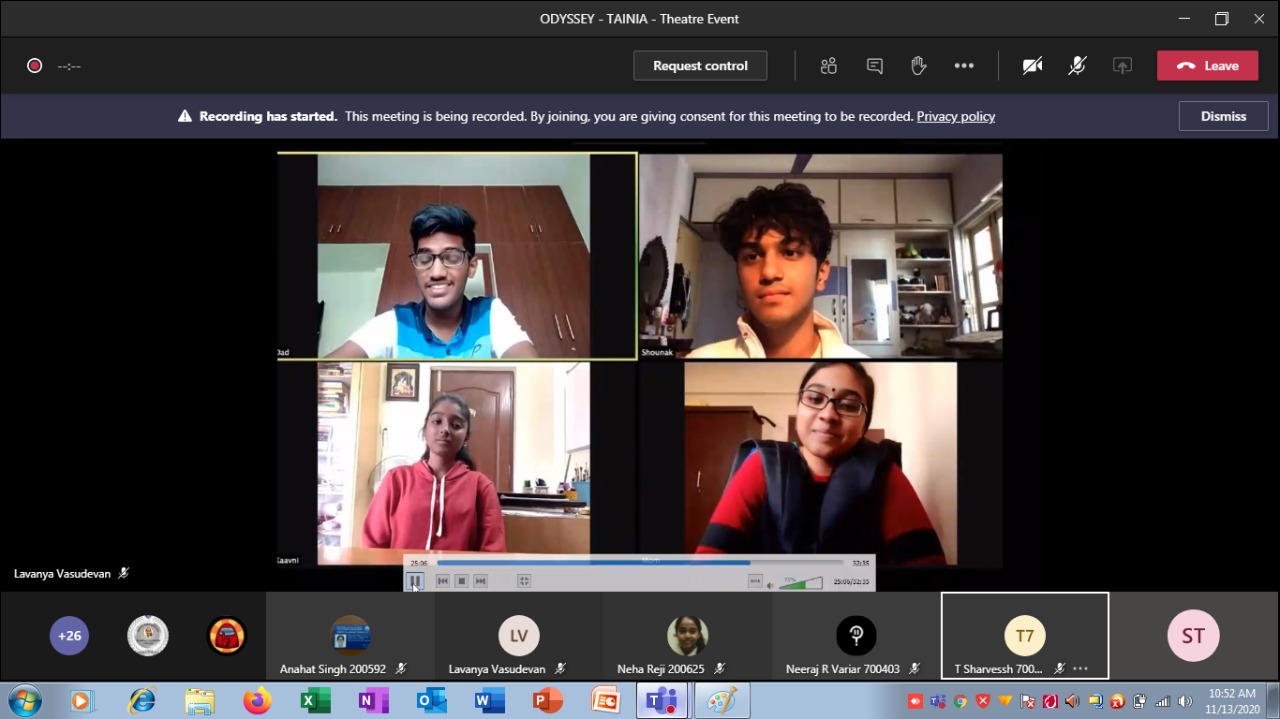 ODYSSEY - TAINIA - Theatre Event
--:--
Request control
Leave
Recording has started. This meeting is being recorded. By joining, you are giving consent for this meeting to be recorded. Privacy policy
Dismiss
Dad
Shounak
Kaavni
Mom
25:06
32:35
75%
25:06/32:35
Lavanya Vasudevan
+26
Anahat Singh 200592
LV
Lavanya Vasudevan
Neha Reji 200625
Neeraj R Variar 700403
T7
T Sharvessh 700...
ST
10:52 AM
11/13/2020